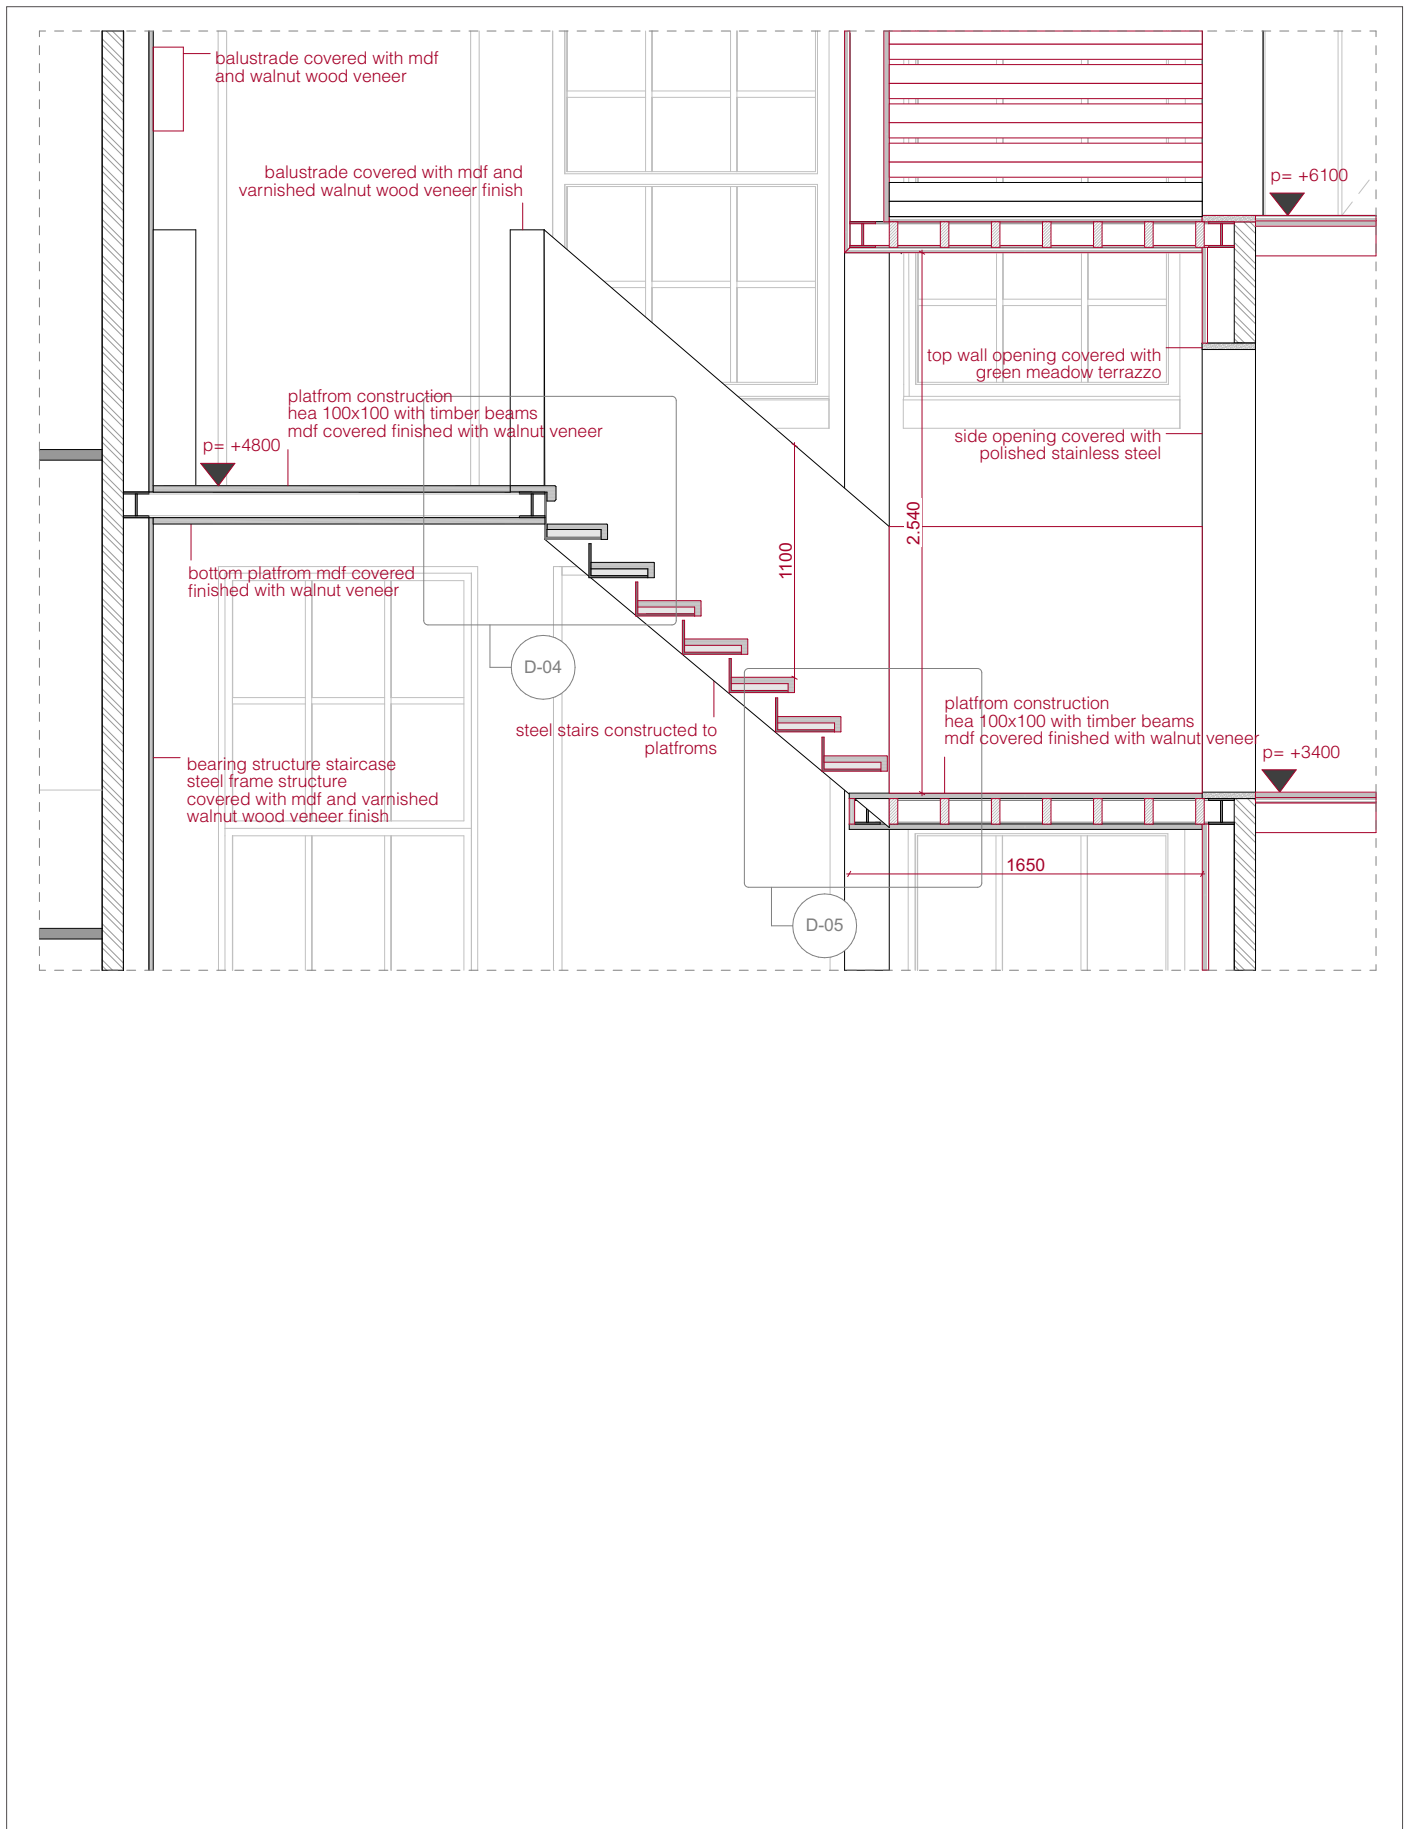 balustrade covered with mdf
and walnut wood veneer
balustrade covered with mdf and
varnished walnut wood veneer finish
p= +6100
top wall opening covered with
green meadow terrazzo
platfrom construction
hea 100x100 with timber beams
mdf covered finished with walnut veneer
p= +4800
side opening covered with
polished stainless steel
2.540
1100
bottom platfrom mdf covered
finished with walnut veneer
D-04
steel stairs constructed to
platfroms
platfrom construction
hea 100x100 with timber beams
mdf covered finished with walnut veneer
p= +3400
bearing structure staircase
steel frame structure
covered with mdf and varnished
walnut wood veneer finish
1650
D-05